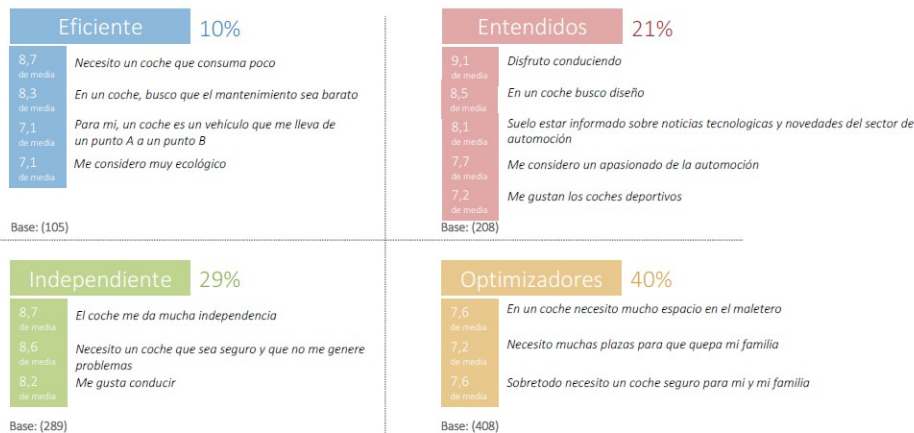 Eficiente 10%
8,7
de media
Necesito un coche que consuma poco
8,3
de media
En un coche, busco que el mantenimiento sea barato
7,1
de media
Para mi, un coche es un vehículo que me lleva de
un punto A a un punto B
7,1
de media
Me considero muy ecológico
Base: (105)
Entendidos 21%
9,1
de media
Disfruto conduciendo
8,5
de media
En un coche busco diseño
8,1
de media
Suelo estar informado sobre noticias tecnologicas y novedades del sector de
automoción
7,7
de media
Me considero un apasionado de la automoción
7,2
de media
Me gustan los coches deportivos
Base: (208)
Independiente 29%
8,7
de media
El coche me da mucha independencia
8,6
de media
Necesito un coche que sea seguro y que no me genere
problemas
8,2
de media
Me gusta conducir
Base: (289)
Optimizadores 40%
7,6
de media
En un coche necesito mucho espacio en el maletero
7,2
de media
Necesito muchas plazas para que quepa mi familia
7,6
de media
Sobretodo necesito un coche seguro para mi y mi familia
Base: (408)